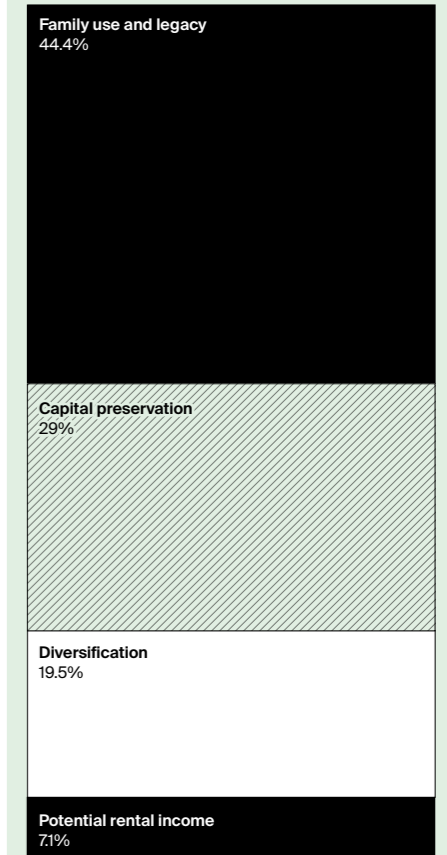 Family use and legacy
44.4%
Capital preservation
29%
Diversification
19.5%
Potential rental income
7.1%